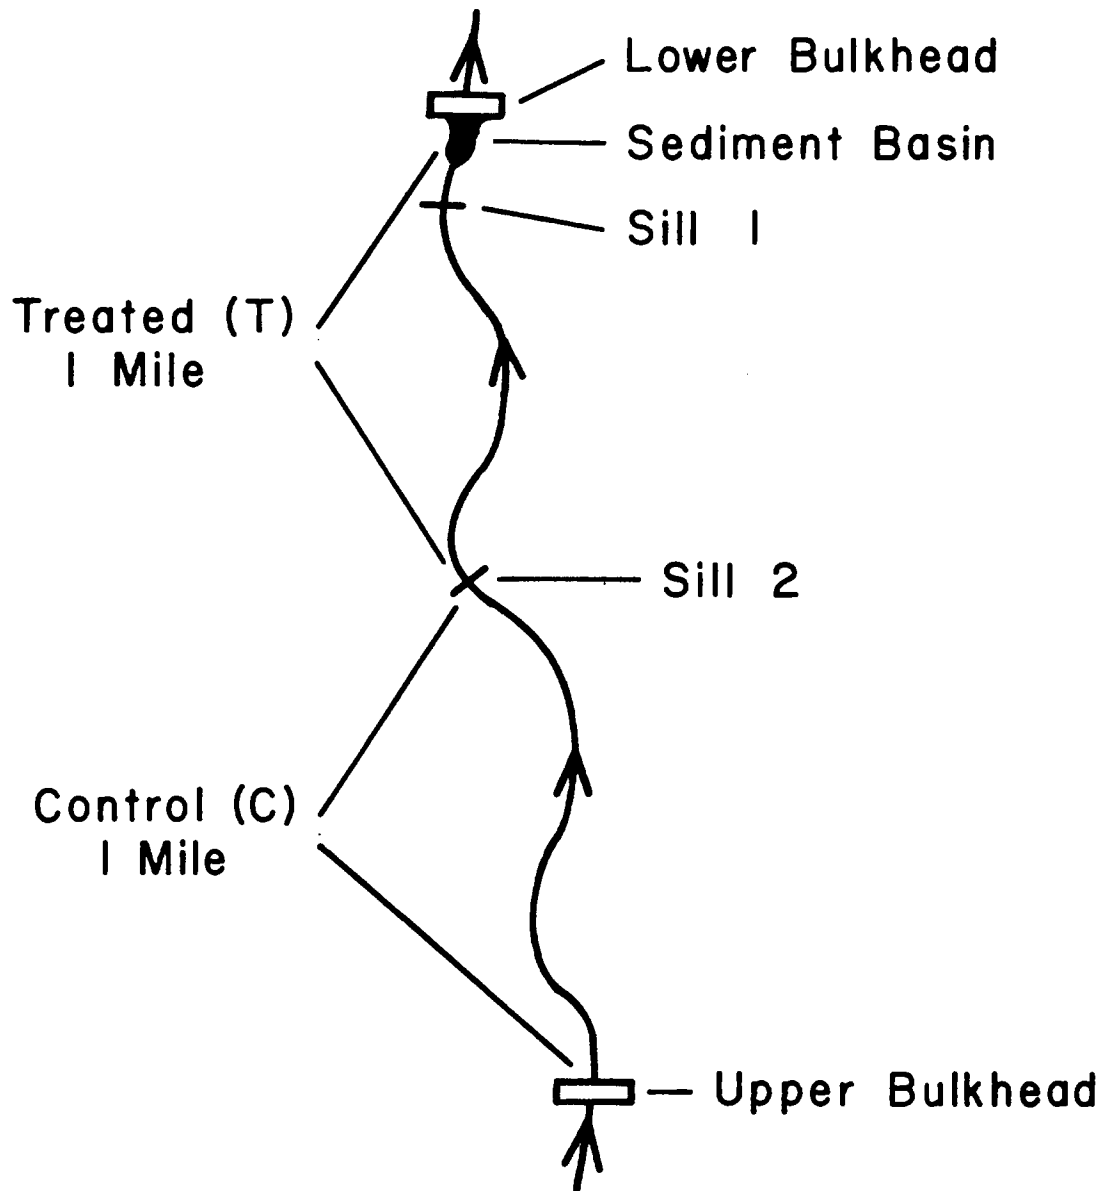 Lower Bulkhead
Sediment Basin
Sill 1
Treated (T)
1 Mile
Sill 2
Control (C)
1 Mile
Upper Bulkhead